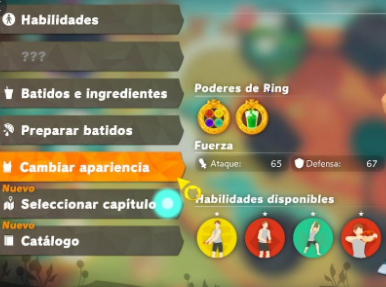 Habilidades
???
Batidos e ingredientes
Preparar batidos
Cambiar apariencia
Nuevo
Seleccionar capítulo
Nuevo
Catálogo
Poderes de Ring
Fuerza
Ataque: 65 Defensa: 67
Habilidades disponibles